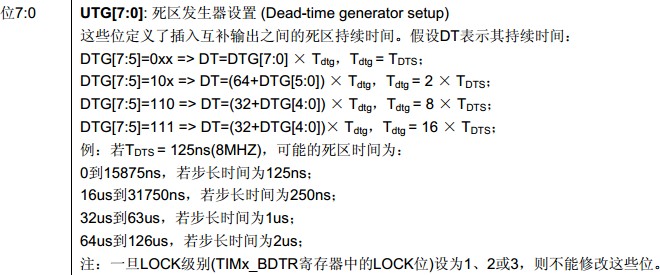 位7:0
UTG[7:0]: 死区发生器设置 (Dead-time generator setup)
这些位定义了插入互补输出之间的死区持续时间。假设DT表示其持续时间：
DTG[7:5]=0xx => DT=DTG[7:0] × Tdtg，Tdtg = TDTS；
DTG[7:5]=10x => DT=(64+DTG[5:0]) × Tdtg，Tdtg = 2 × TDTS；
DTG[7:5]=110 => DT=(32+DTG[4:0]) × Tdtg，Tdtg = 8 × TDTS；
DTG[7:5]=111 => DT=(32+DTG[4:0])× Tdtg，Tdtg = 16 × TDTS；
例：若TDTS = 125ns(8MHZ)，可能的死区时间为：
0到15875ns，若步长时间为125ns；
16us到31750ns，若步长时间为250ns；
32us到63us，若步长时间为1us；
64us到126us，若步长时间为2us；
注：一旦LOCK级别(TIMx_BDTR寄存器中的LOCK位)设为1、2或3，则不能修改这些位。